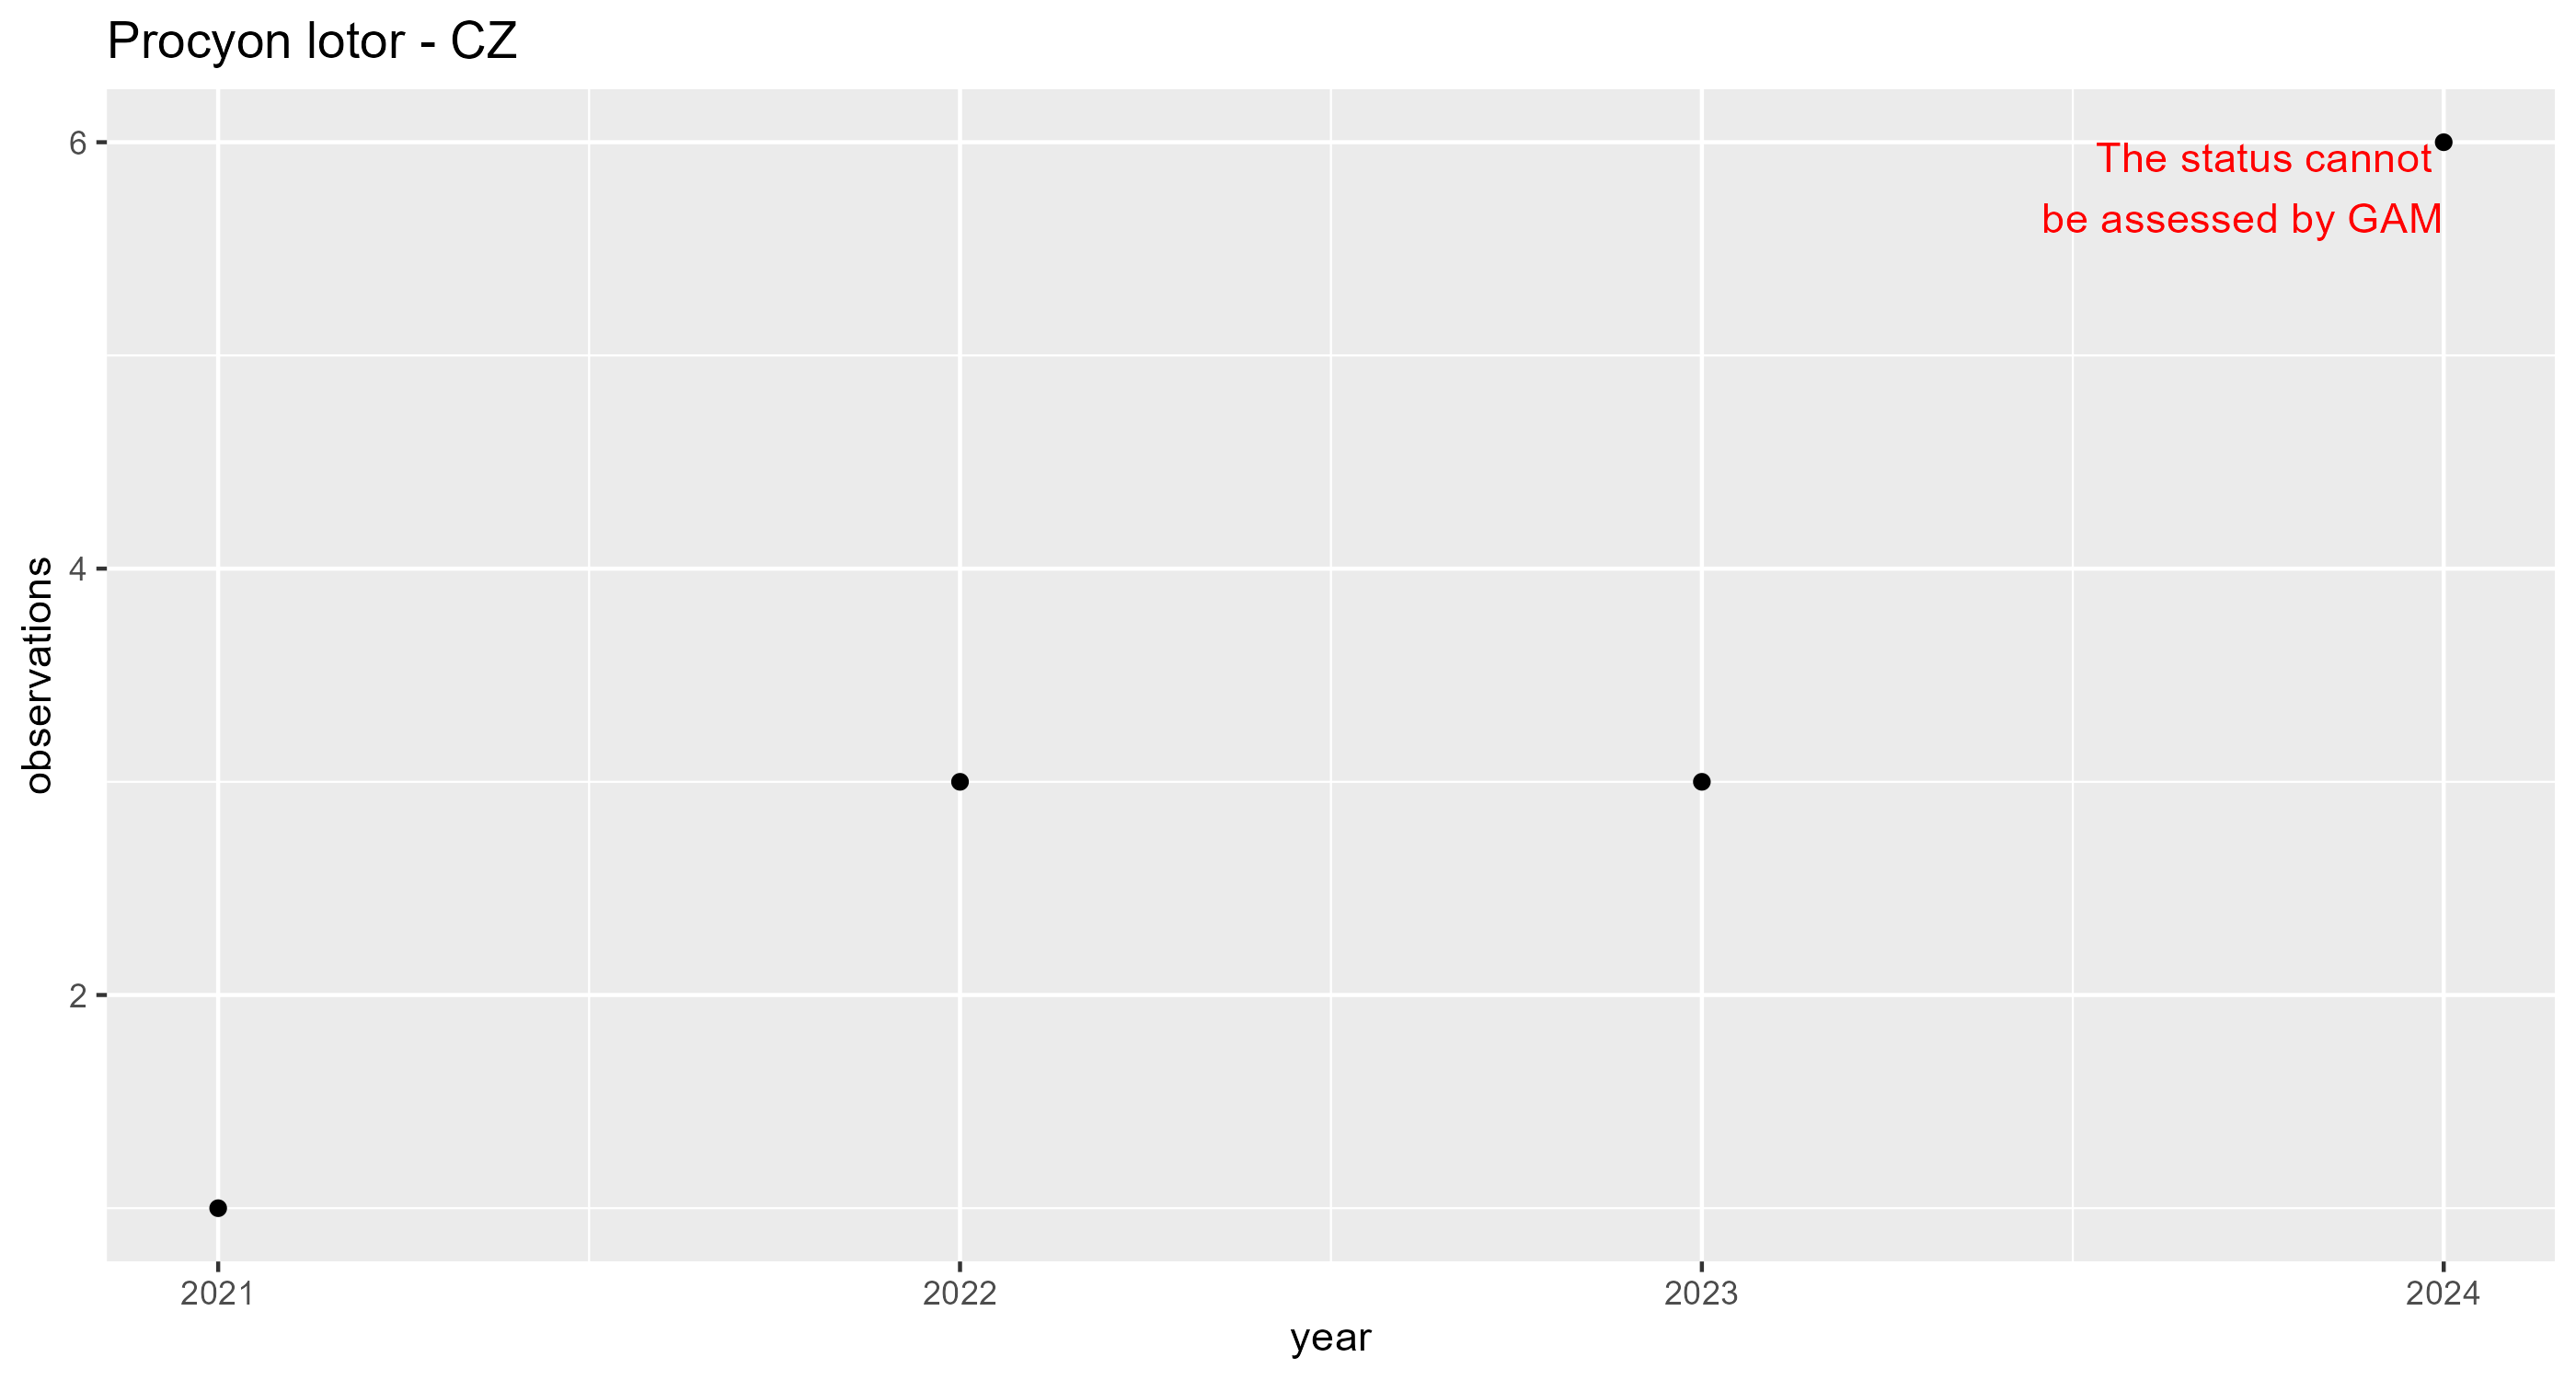 Procyon lotor - CZ
6
The status cannot
be assessed by GAM
4
observations
2
2021
2022
2023
2024
year